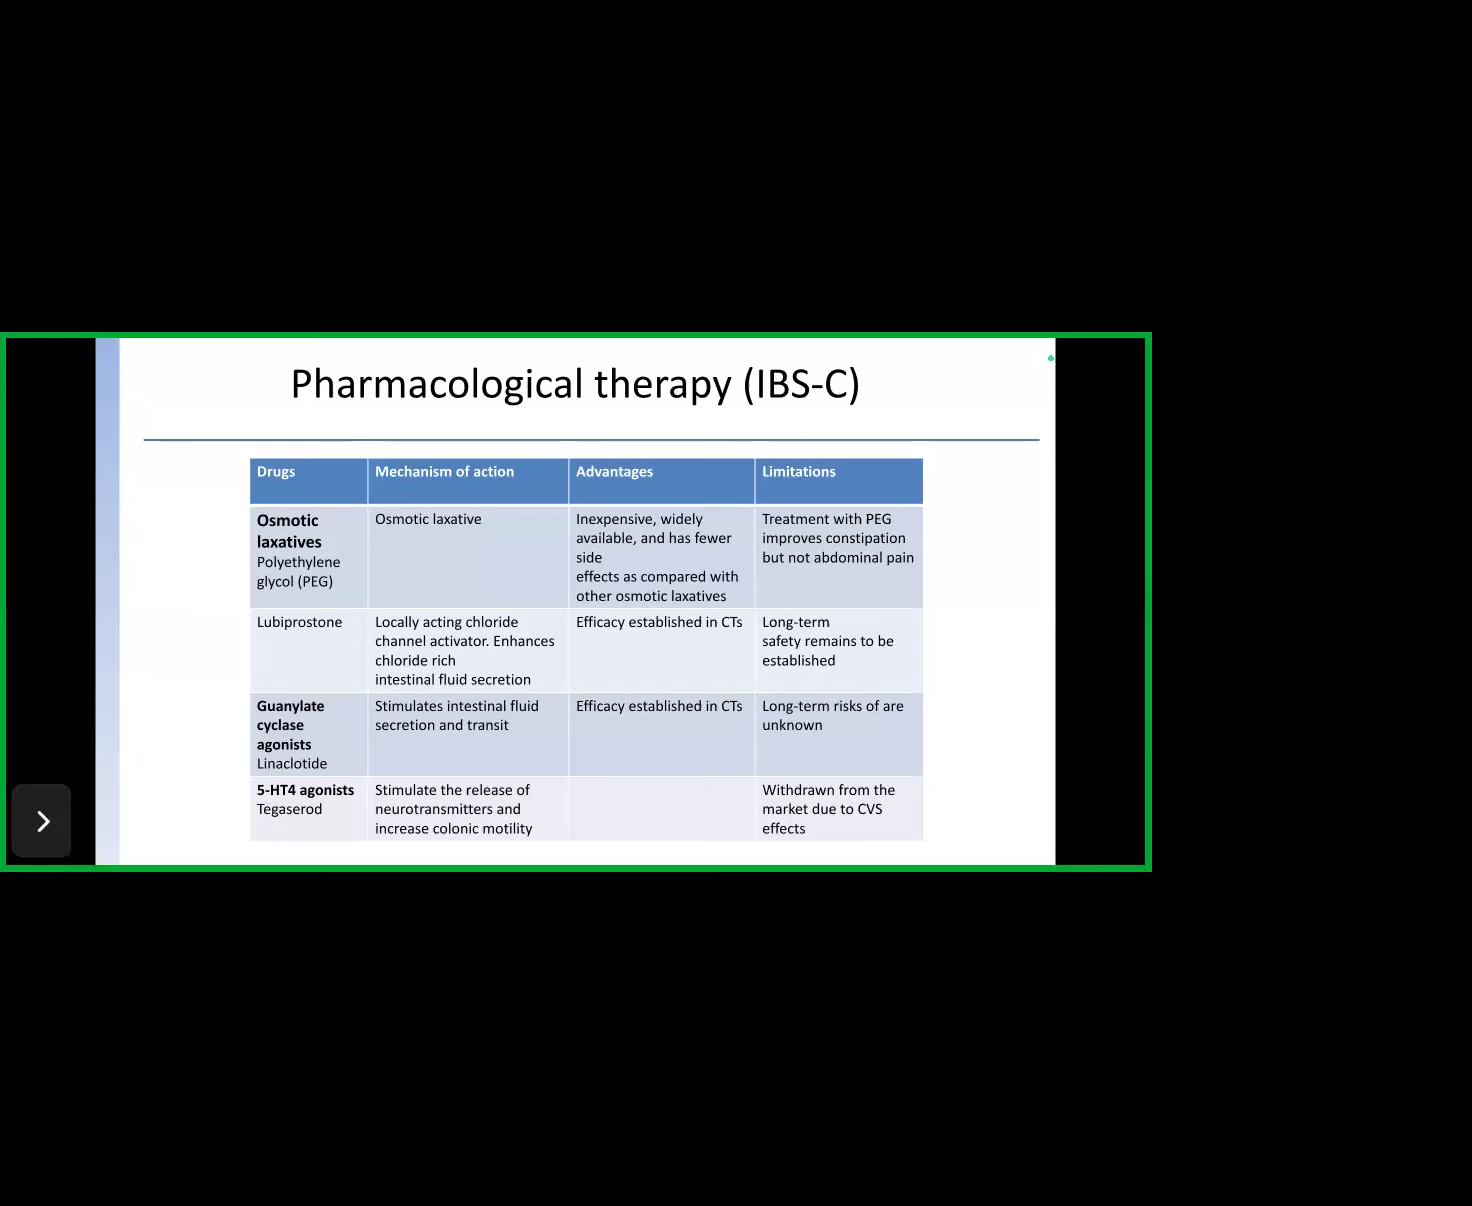 Pharmacological therapy (IBS-C)
Drugs
Mechanism of action
Advantages
Limitations
Osmotic
laxatives
Polyethylene
glycol (PEG)
Osmotic laxative
Inexpensive, widely
available, and has fewer
side
effects as compared with
other osmotic laxatives
Treatment with PEG
improves constipation
but not abdominal pain
Lubiprostone
Locally acting chloride
channel activator. Enhances
chloride rich
intestinal fluid secretion
Efficacy established in CTs
Long-term
safety remains to be
established
Guanylate
cyclase
agonists
Linaclotide
Stimulates intestinal fluid
secretion and transit
Efficacy established in CTs
Long-term risks of are
unknown
5-HT4 agonists
Tegaserod
Stimulate the release of
neurotransmitters and
increase colonic motility
Withdrawn from the
market due to CVS
effects